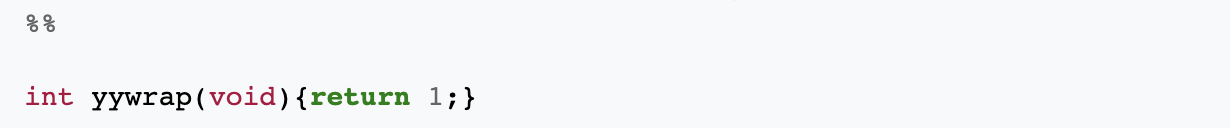 %%
int yywrap(void){return 1;}